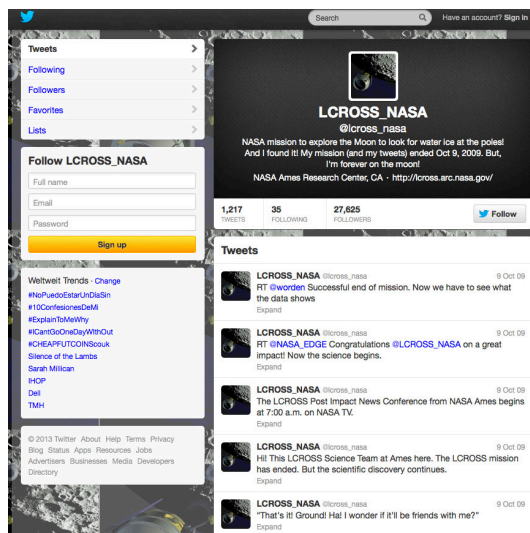 Search
Have an account? Sign in
Tweets
Following
Followers
Favorites
Lists
Follow LCROSS_NASA
Full name
Email
Password
Sign up
Weltweit Trends · Change
#NoPuedoEstarUnDiaSin
#10ConfesionesDeMi
#ExplainToMeWhy
#ICantGoOneDayWithOut
#CHEAPFUTCOINScouk
Silence of the Lambs
Sarah Millican
IHOP
Dell
TMH
© 2013 Twitter About Help Terms Privacy
Blog Status Apps Resources Jobs
Advertisers Businesses Media Developers
Directory
LCROSS_NASA
@lcross_nasa
NASA mission to explore the Moon to look for water ice at the poles!
And I found it! My mission (and my tweets) ended Oct 9, 2009. But,
I'm forever on the moon!
NASA Ames Research Center, CA · http://lcross.arc.nasa.gov/
1,217 35 27,625
TWEETS FOLLOWING FOLLOWERS
Follow
Tweets
LCROSS_NASA @lcross_nasa 9 Oct 09
RT @worden Successful end of mission. Now we have to see what
the data shows
Expand
LCROSS_NASA @lcross_nasa 9 Oct 09
RT @NASA_EDGE Congratulations @LCROSS_NASA on a great
impact! Now the science begins.
Expand
LCROSS_NASA @lcross_nasa 9 Oct 09
The LCROSS Post Impact News Conference from NASA Ames begins
at 7:00 a.m. on NASA TV.
Expand
LCROSS_NASA @lcross_nasa 9 Oct 09
Hi! This LCROSS Science Team at Ames here. The LCROSS mission
has ended. But the scientific discovery continues.
Expand
LCROSS_NASA @lcross_nasa 9 Oct 09
"That's it! Ground! Ha! I wonder if it'll be friends with me?"
Expand